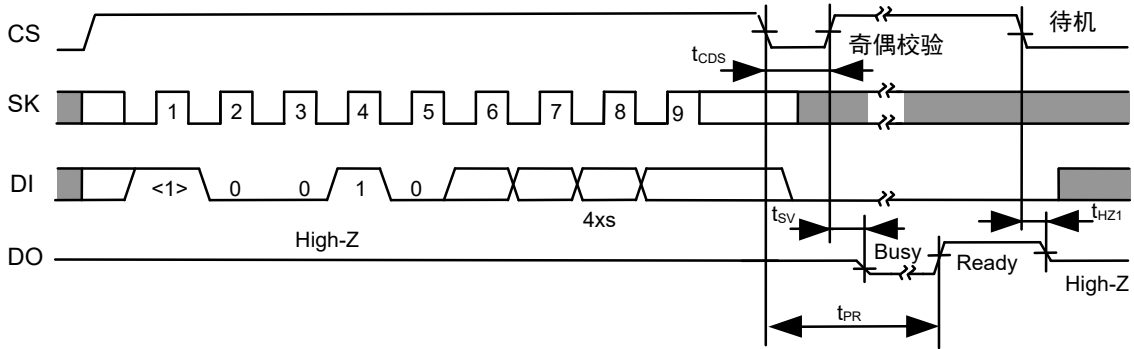 CS
待机
奇偶校验
tCDS
SK
1 2 3 4 5 6 7 8 9
DI
<1> 0 0 1 0
4xs
tSV
tHZ1
High-Z
DO
Busy
Ready
High-Z
tPR